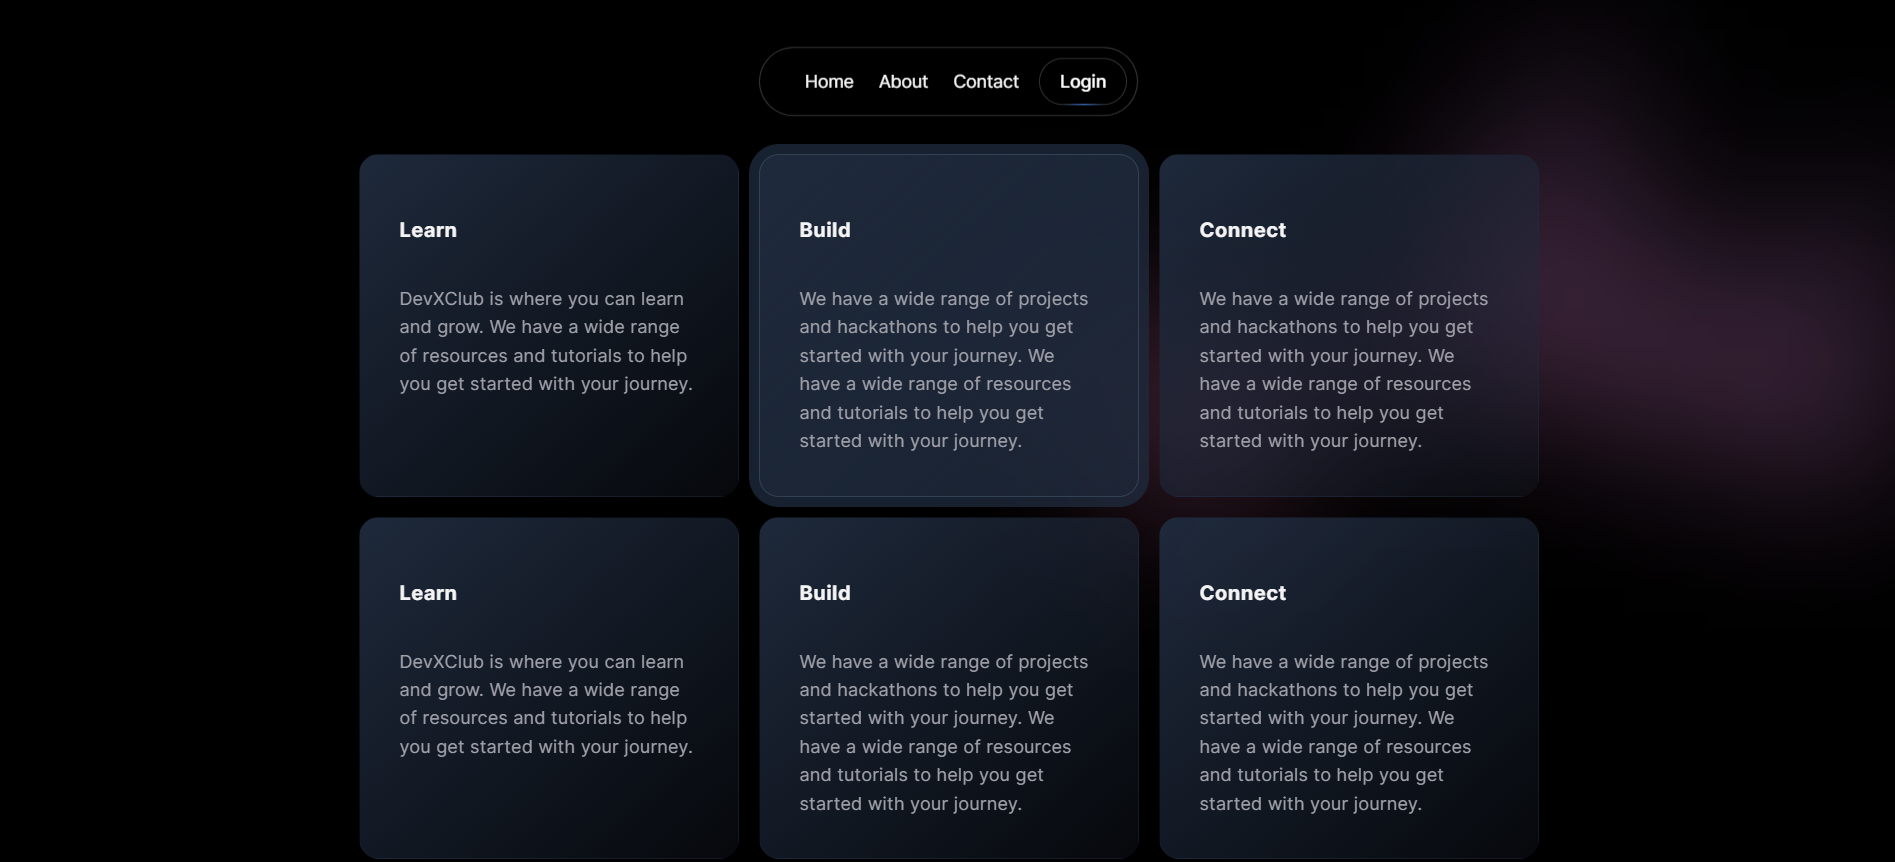 Home About Contact Login
Learn
DevXClub is where you can learn
and grow. We have a wide range
of resources and tutorials to help
you get started with your journey.
Build
We have a wide range of projects
and hackathons to help you get
started with your journey. We
have a wide range of resources
and tutorials to help you get
started with your journey.
Connect
We have a wide range of projects
and hackathons to help you get
started with your journey. We
have a wide range of resources
and tutorials to help you get
started with your journey.
Learn
DevXClub is where you can learn
and grow. We have a wide range
of resources and tutorials to help
you get started with your journey.
Build
We have a wide range of projects
and hackathons to help you get
started with your journey. We
have a wide range of resources
and tutorials to help you get
started with your journey.
Connect
We have a wide range of projects
and hackathons to help you get
started with your journey. We
have a wide range of resources
and tutorials to help you get
started with your journey.